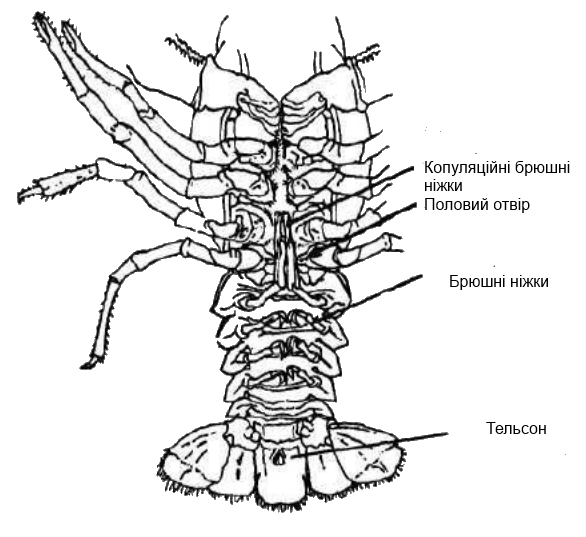 Копуляційні брюшні
ніжки
Половий отвір
Брюшні ніжки
Тельсон